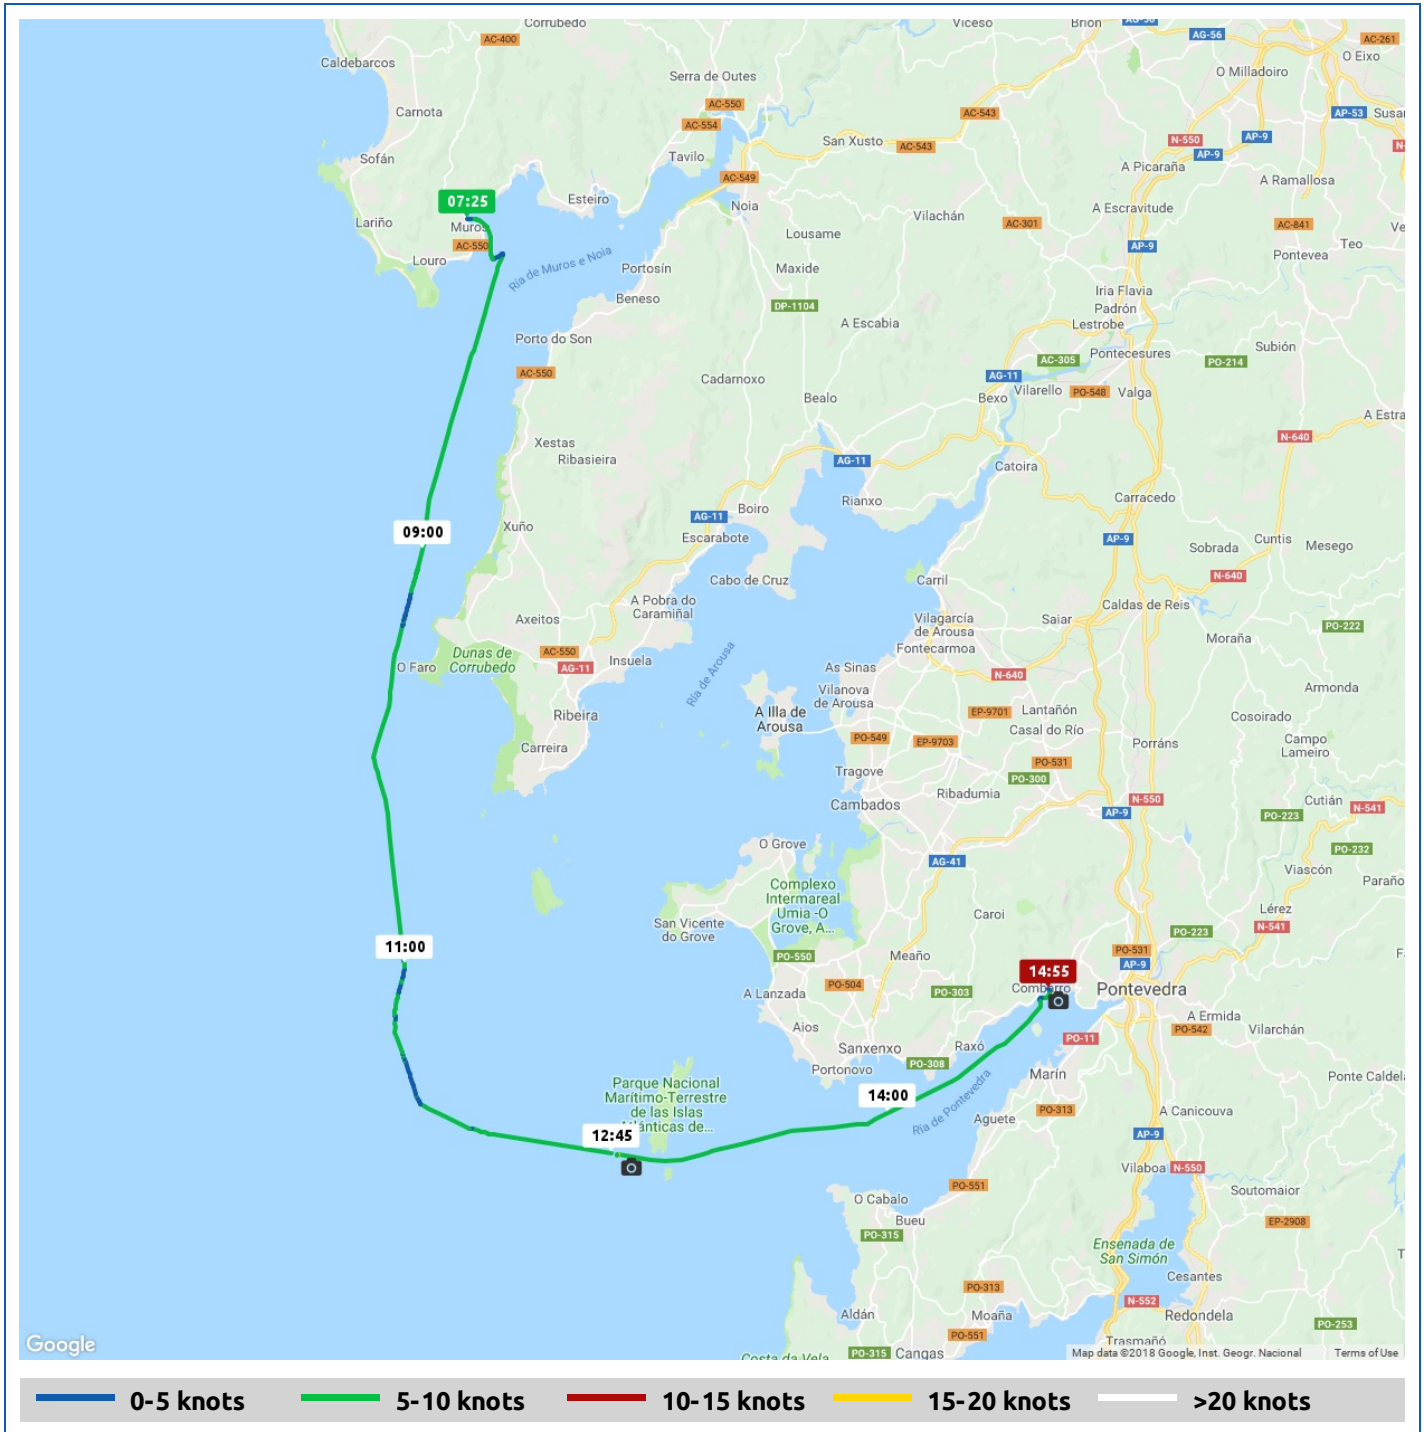 Corrubedo
Viceso
Brión
AG-56
AG-56
AC-400
AC-261
Caldebarcos
O Eixo
O Milladoiro
Serra de Outes
AC-550
Carnota
AC-554
AC-543
AP-53
San Xusto
AC-543
N-550
AP-9
AP-9
Sofán
Tavilo
A Picaraña
AC-549
A Ramallosa
07:25
Esteiro
Noia
A Escravitude
Lariño
Muros
Vilachán
AC-301
AC-841
Lousame
AC-550
AP-9
Teo
Louro
Ría de Muros e Noia
Portosín
Maxide
Pontevea
Beneso
DP-1104
Iria Flavia
Padrón
A Escabia
Lestrobe
Porto do Son
Subión
Pontecesures
AC-305
PO-214
AC-550
Cadarnoxo
AG-11
Vilarello
PO-548
Valga
Bealo
Bexo
A Estra
Xestas
N-640
Ribasieira
AG-11
Catoira
Rianxo
Carracedo
Boiro
AG-11
Xuño
09:00
Escarabote
AP-9
Cuntis
Mesego
Sobrada
Cabo de Cruz
Carril
N-640
A Pobra do
Caramiñal
Caldas de Reis
Axeitos
Vilagarcía
de Arousa
Saiar
PO-222
Moraña
Fontecarmoa
AC-550
Dunas de
Corrubedo
O Faro
AG-11
Insuela
Ría de Arousa
As Sinas
N-640
Vilanova
de Arousa
Armonda
A Illa de
Arousa
EP-9701
Lantañón
Ribeira
Cosoirado
Casal do Río
PO-549
EP-9703
Porráns
Campo
Lameiro
Carreira
PO-531
Tragove
PO-300
Ribadumia
Cambados
N-550
Cutián
N-541
AP-9
PO-223
O Grove
PO-232
AG-41
Viascón
Complexo
Intermareal
Umia -O
Grove, A...
Paraño
Caroi
Lérez
San Vicente
do Grove
PO-223
N-541
11:00
Meaño
PO-531
PO-550
AP-9
14:55
PO-504
Combarro
Pontevedra
A Lanzada
PO-303
A Ermida
Aios
PO-542
Vilarchán
PO-11
Sanxenxo
Raxó
PO-308
Portonovo
Marín
Ponte Caldel
Parque Nacional
Marítimo-Terrestre
de las Islas
Atlánticas de...
14:00
Ría de Pontevedra
PO-313
A Canicouva
Aguete
12:45
AP-9
Vilaboa
N-550
PO-551
O Cabalo
Soutomaior
Bueu
EP-2908
PO-315
Ensenada de
San Simón
Cesantes
PO-313
N-552
Aldán
Moaña
Redondela
PO-253
PO-551
Trasmañó
Google
Costa da Vela
PO-315
Cangas
Map data ©2018 Google, Inst. Geogr. Nacional
Terms of Use
0-5 knots
5-10 knots
10-15 knots
15-20 knots
>20 knots